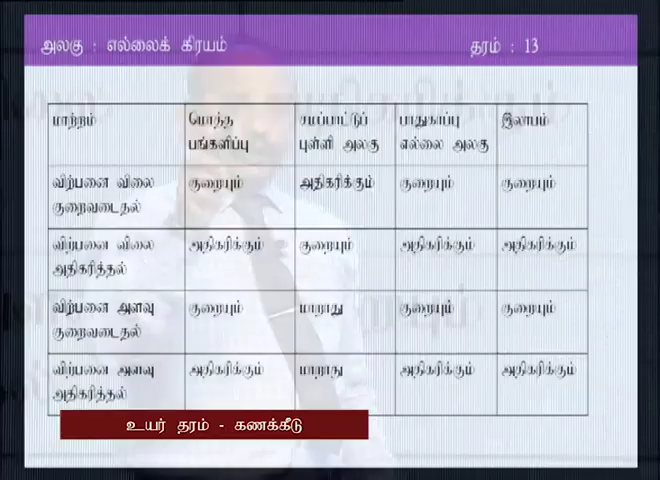 அலகு : எல்லைக் கிரயம் தரம் : 13
மாற்றம் மொத்த பங்களிப்பு சமப்பாட்டுப் புள்ளி அலகு பாதுகாப்பு எல்லை அலகு இலாபம்
விற்பனை விலை குறைவடைதல் குறையும் அதிகரிக்கும் குறையும் குறையும்
விற்பனை விலை அதிகரித்தல் அதிகரிக்கும் குறையும் அதிகரிக்கும் அதிகரிக்கும்
விற்பனை அளவு குறைவடைதல் குறையும் மாறாது குறையும் குறையும்
விற்பனை அளவு அதிகரித்தல் அதிகரிக்கும் மாறாது அதிகரிக்கும் அதிகரிக்கும்
உயர் தரம் - கணக்கீடு